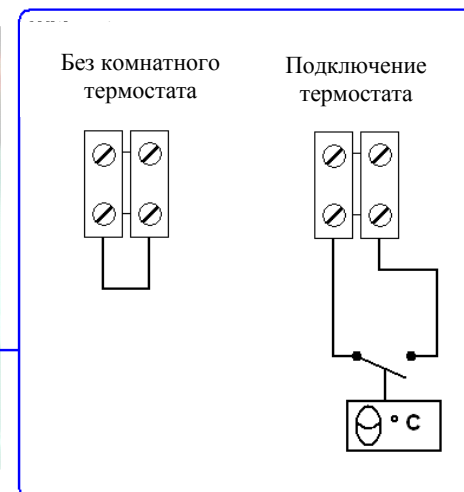 Без комнатного
термостата
Подключение
термостата
° C